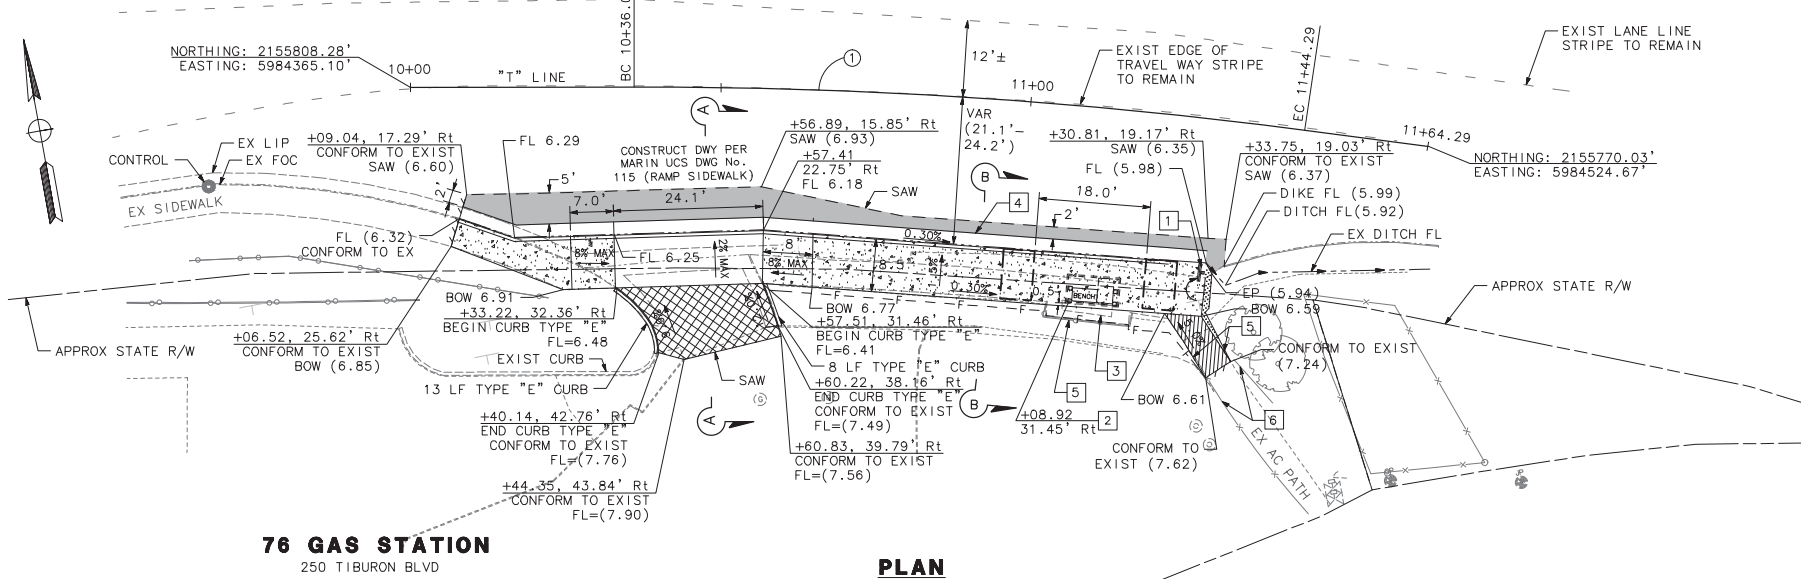 NORTHING: 2155808.28'
EASTING: 5984365.10'
10+00
"T" LINE
BC 10+36.0
1
12'±
EXIST EDGE OF
TRAVEL WAY STRIPE
TO REMAIN
11+00
EC 11+44.29
EXIST LANE LINE
STRIPE TO REMAIN
11+64.29
NORTHING: 2155770.03'
EASTING: 5984524.67'
CONTROL
EX LIP
EX FOC
EX SIDEWALK
+09.04, 17.29' Rt
CONFORM TO EXIST
SAW (6.60)
2'
FL 6.29
A
CONSTRUCT DWY PER
MARIN UCS DWG No.
115 (RAMP SIDEWALK)
5'
7.0'
24.1'
+56.89, 15.85' Rt
SAW (6.93)
+57.41
22.75' Rt
FL 6.18
SAW
VAR
(21.1'-
24.2')
B
4
18.0'
2'
+30.81, 19.17' Rt
SAW (6.35)
FL (5.98)
1
+33.75, 19.03' Rt
CONFORM TO EXIST
SAW (6.37)
DIKE FL (5.99)
DITCH FL(5.92)
EX DITCH FL
APPROX STATE R/W
FL (6.32)
CONFORM TO EX
8% MAX
FL 6.25
2% MAX
8'
8% MAX
8.5'
0.30%
0.30%
0.5'
BENCH
F
F
F
F
F
F
EP (5.94)
BOW 6.59
5
CONFORM TO EXIST
(7.24)
APPROX STATE R/W
+06.52, 25.62' Rt
CONFORM TO EXIST
BOW (6.85)
BOW 6.91
+33.22, 32.36' Rt
BEGIN CURB TYPE "E"
FL=6.48
EXIST CURB
13 LF TYPE "E" CURB
SAW
A
BOW 6.77
+57.51, 31.46' Rt
BEGIN CURB TYPE "E"
FL=6.41
8 LF TYPE "E" CURB
+60.22, 38.16' Rt
END CURB TYPE "E"
CONFORM TO EXIST
FL=(7.49)
B
3
5
+08.92
31.45' Rt
2
BOW 6.61
6
CONFORM TO
EXIST (7.62)
EX AC PATH
+40.14, 42.76' Rt
END CURB TYPE "E"
CONFORM TO EXIST
FL=(7.76)
+60.83, 39.79' Rt
CONFORM TO EXIST
FL=(7.56)
+44.35, 43.84' Rt
CONFORM TO EXIST
FL=(7.90)
76 GAS STATION
250 TIBURON BLVD
PLAN